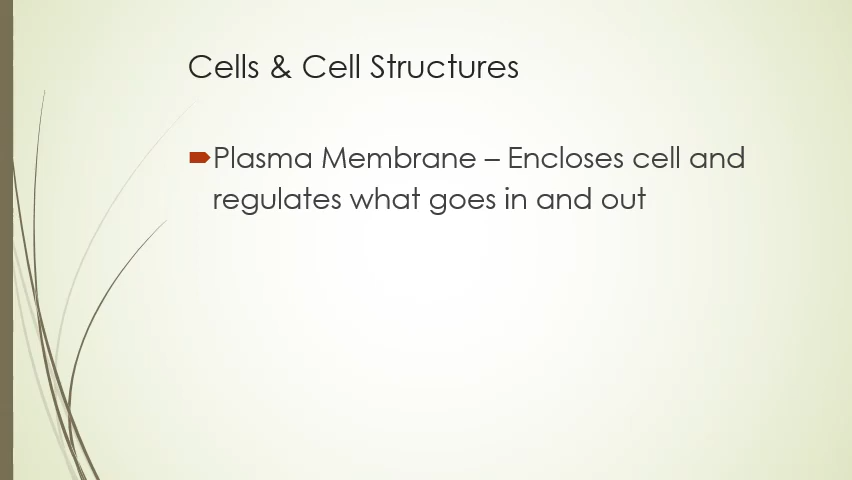 Cells & Cell Structures
Plasma Membrane – Encloses cell and
regulates what goes in and out